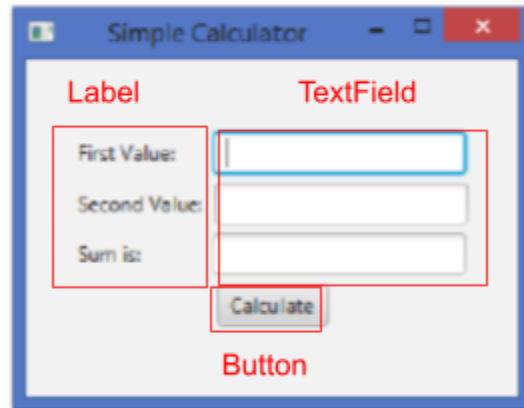 Simple Calculator
Label TextField
First Value:
Second Value:
Sum is:
Calculate
Button